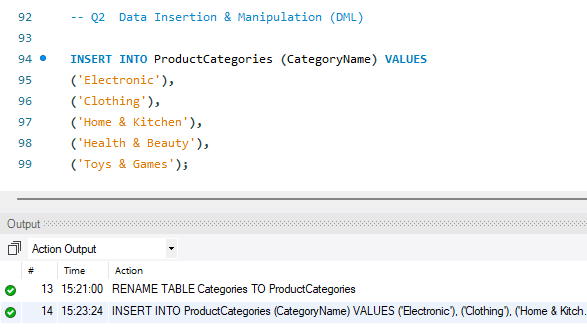 92 -- Q2 Data Insertion & Manipulation (DML)
93
94 INSERT INTO ProductCategories (CategoryName) VALUES
95 ('Electronic'),
96 ('Clothing'),
97 ('Home & Kitchen'),
98 ('Health & Beauty'),
99 ('Toys & Games');
Output
Action Output
# Time Action
13 15:21:00 RENAME TABLE Categories TO ProductCategories
14 15:23:24 INSERT INTO ProductCategories (CategoryName) VALUES ('Electronic'), ('Clothing'), ('Home & Kitch